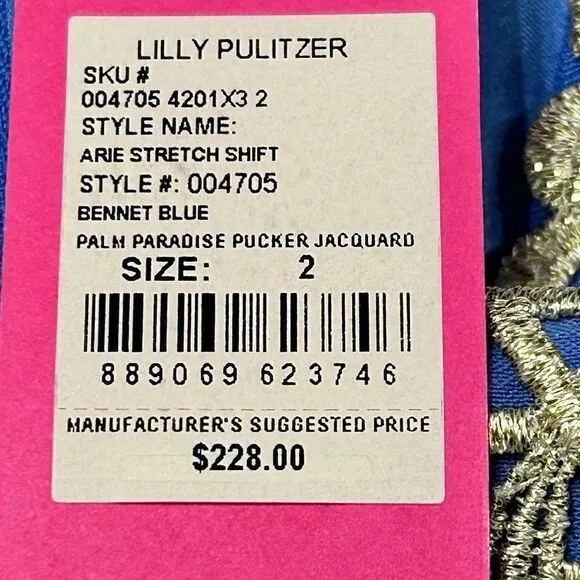 LILLY PULITZER
SKU #
004705 4201X3 2
STYLE NAME:
ARIE STRETCH SHIFT
STYLE #: 004705
BENNET BLUE
PALM PARADISE PUCKER JACQUARD
SIZE: 2
889069 623746
MANUFACTURER'S SUGGESTED PRICE
$228.00